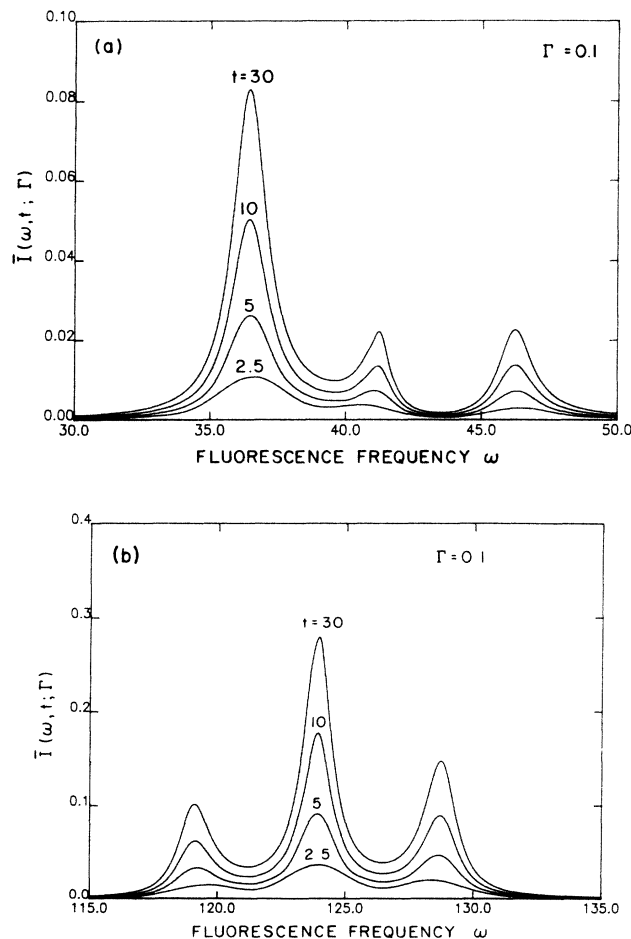 (a)
Γ = 0.1
t=30
10
5
2.5
0.10
0.08
0.06
0.04
0.02
0.00
Ī(ω,t;Γ)
30.0
35.0
40.0
45.0
50.0
FLUORESCENCE FREQUENCY ω
(b)
Γ = 0 1
t = 30
10
5
2 5
0.4
0.3
0.2
0.1
0.0
Ī(ω,t;Γ)
115.0
120.0
125.0
130.0
135.0
FLUORESCENCE FREQUENCY ω